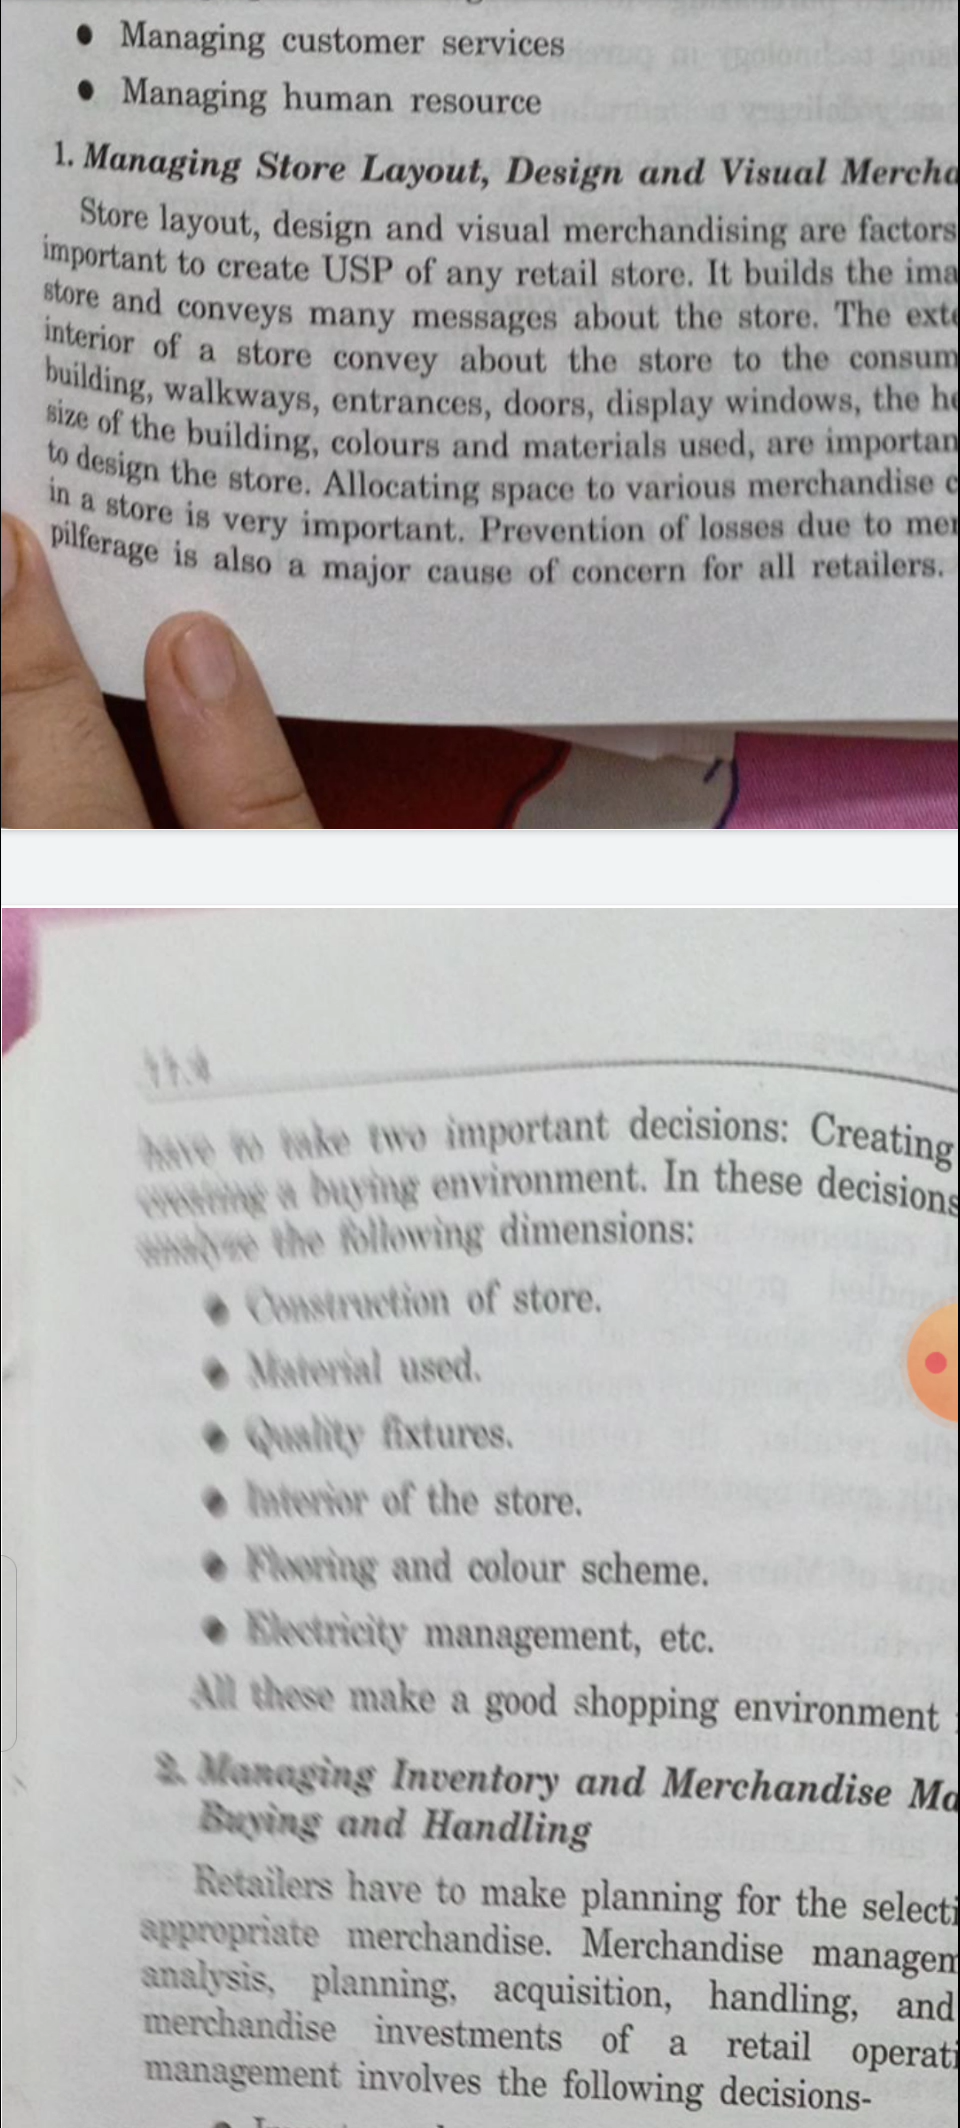 • Managing customer services
• Managing human resource
1. Managing Store Layout, Design and Visual Mercha
Store layout, design and visual merchandising are factors
important to create USP of any retail store. It builds the ima
store and conveys many messages about the store. The exte
interior of a store convey about the store to the consum
building, walkways, entrances, doors, display windows, the he
size of the building, colours and materials used, are importan
to design the store. Allocating space to various merchandise c
in a store is very important. Prevention of losses due to mer
pilferage is also a major cause of concern for all retailers.
have to take two important decisions: Creating
creating a buying environment. In these decisions
analyse the following dimensions:
• Construction of store.
• Material used.
• Quality fixtures.
• Interior of the store.
• Flooring and colour scheme.
• Electricity management, etc.
All these make a good shopping environment
2. Managing Inventory and Merchandise Ma
Buying and Handling
Retailers have to make planning for the selecti
appropriate merchandise. Merchandise managem
analysis, planning, acquisition, handling, and
merchandise investments of a retail operati
management involves the following decisions-